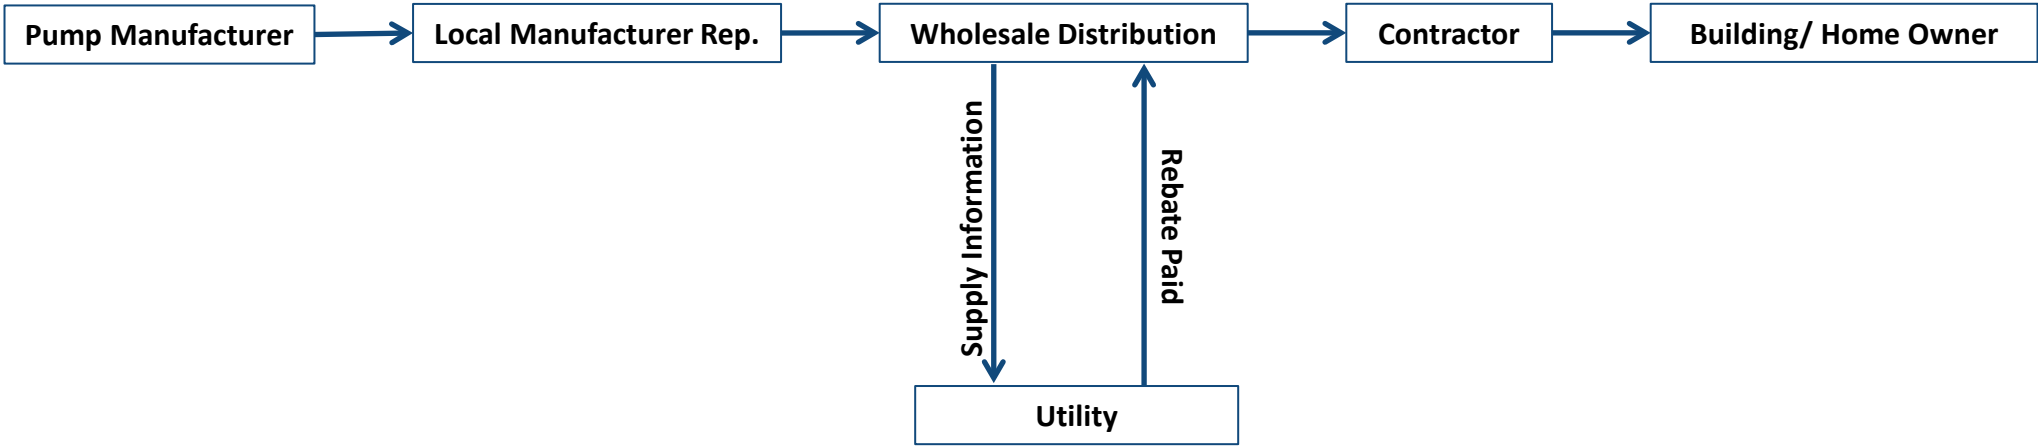 Pump Manufacturer
Local Manufacturer Rep.
Wholesale Distribution
Contractor
Building/ Home Owner
Supply Information
Rebate Paid
Utility